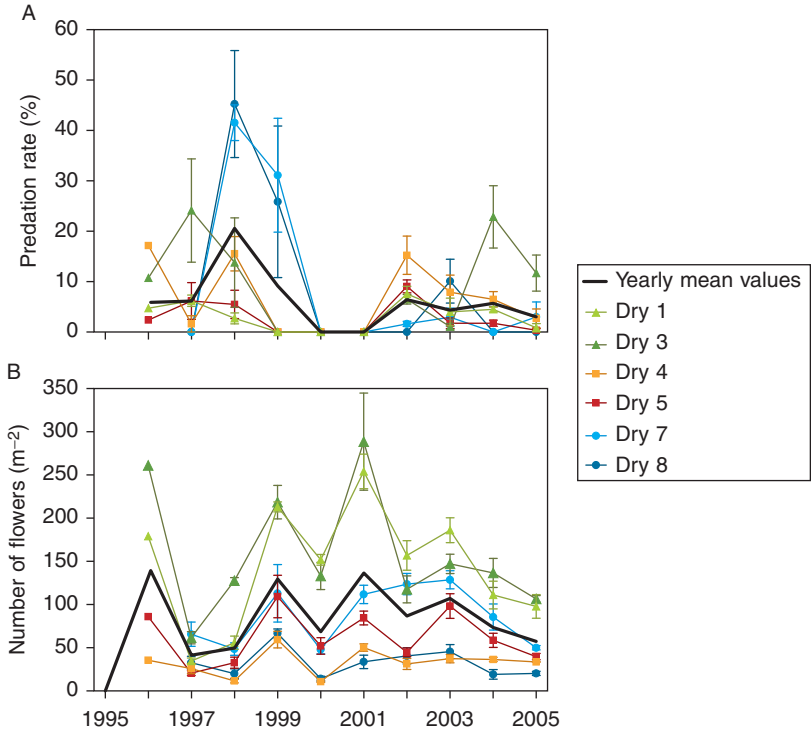 A
60
50
40
30
20
10
0
Predation rate (%)
B
350
300
250
200
150
100
50
0
Number of flowers (m⁻²)
1995 1997 1999 2001 2003 2005
Yearly mean values
Dry 1
Dry 3
Dry 4
Dry 5
Dry 7
Dry 8